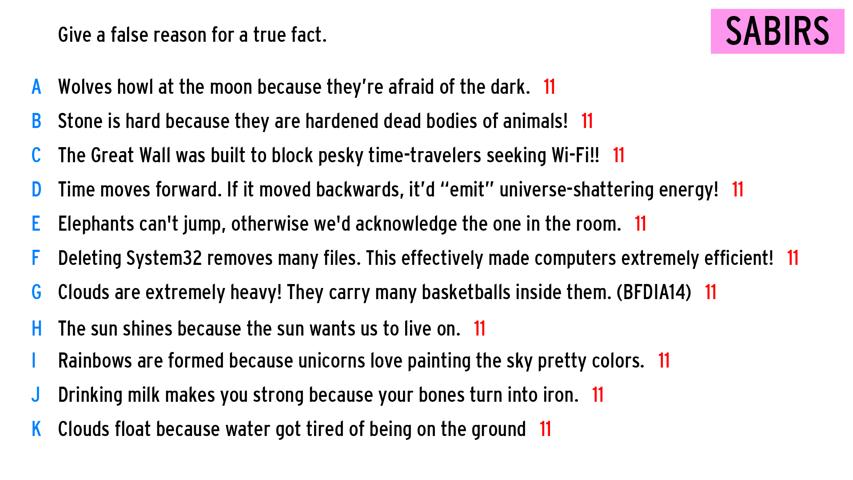 Give a false reason for a true fact.
SABIRS
A Wolves howl at the moon because they're afraid of the dark. 11
B Stone is hard because they are hardened dead bodies of animals! 11
C The Great Wall was built to block pesky time-travelers seeking Wi-Fi!! 11
D Time moves forward. If it moved backwards, it'd “emit” universe-shattering energy! 11
E Elephants can't jump, otherwise we'd acknowledge the one in the room. 11
F Deleting System32 removes many files. This effectively made computers extremely efficient! 11
G Clouds are extremely heavy! They carry many basketballs inside them. (BFDIA14) 11
H The sun shines because the sun wants us to live on. 11
I Rainbows are formed because unicorns love painting the sky pretty colors. 11
J Drinking milk makes you strong because your bones turn into iron. 11
K Clouds float because water got tired of being on the ground 11